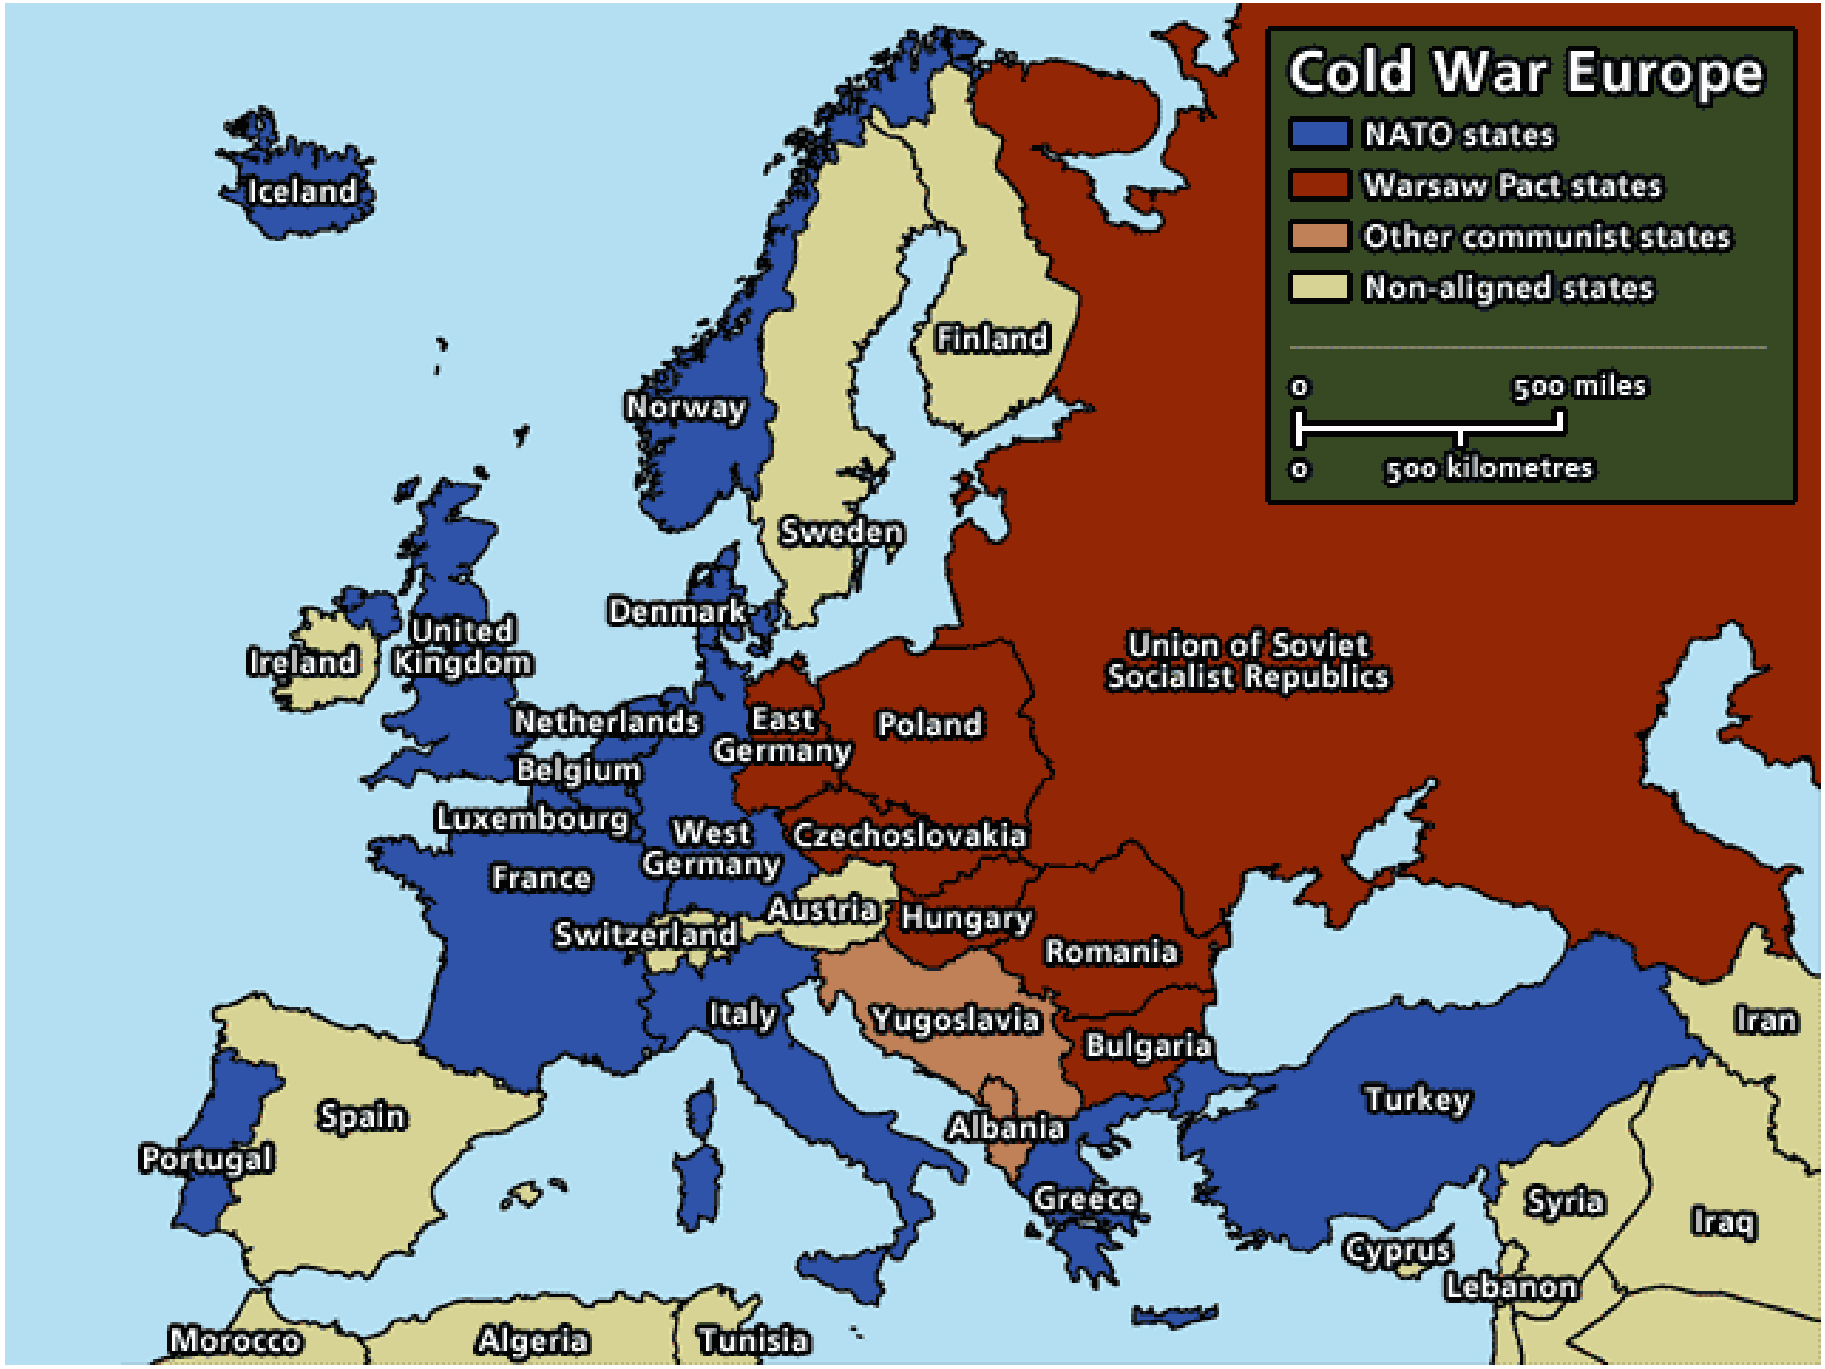 Cold War Europe
NATO states
Warsaw Pact states
Other communist states
Non-aligned states
0
500 miles
0
500 kilometres
Iceland
Finland
Norway
Sweden
Denmark
United
Kingdom
Ireland
Union of Soviet
Socialist Republics
Netherlands
East
Germany
Poland
Belgium
Luxembourg
West
Germany
Czechoslovakia
France
Austria
Hungary
Switzerland
Romania
Italy
Yugoslavia
Iran
Bulgaria
Turkey
Spain
Albania
Portugal
Greece
Syria
Iraq
Cyprus
Lebanon
Morocco
Algeria
Tunisia